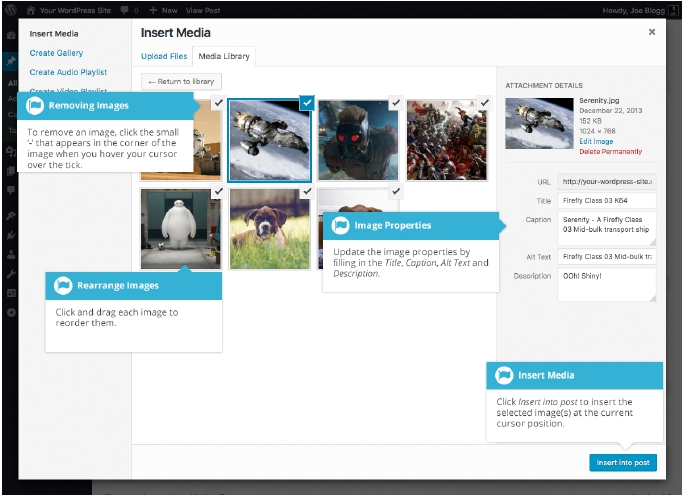 Your WordPress Site 0 New View Post Howdy, Joe Blogg
Insert Media
Create Gallery
Create Audio Playlist
Create Video Playlist
Insert Media
Upload Files Media Library
← Return to library
Removing Images
To remove an image, click the small
'-' that appears in the corner of the
image when you hover your cursor
over the tick.
Rearrange Images
Click and drag each image to
reorder them.
Image Properties
Update the image properties by
filling in the Title, Caption, Alt Text and
Description.
ATTACHMENT DETAILS
Serenity.jpg
December 22, 2013
152 KB
1024 × 768
Edit Image
Delete Permanently
URL http://your-wordpress-site.
Title Firefly Class 03 K64
Caption Serenity - A Firefly Class
03 Mid-bulk transport ship
Alt Text Firefly Class 03 Mid-bulk tra
Description OOh! Shiny!
Insert Media
Click Insert into post to insert the
selected image(s) at the current
cursor position.
Insert into post